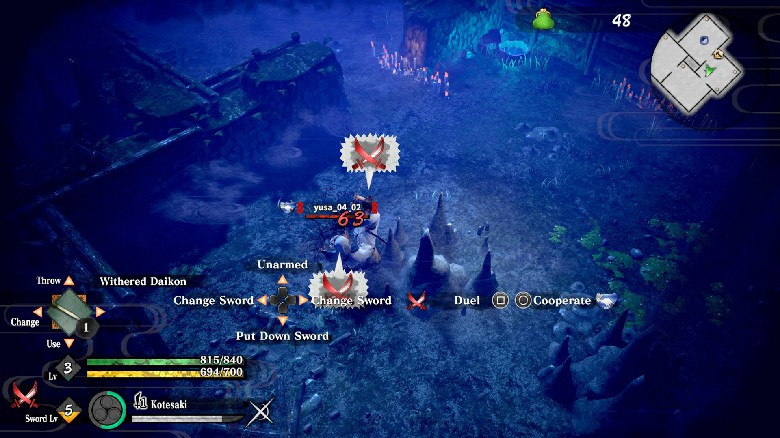 48
yusa_04_02
63
Unarmed
Throw
Withered Daikon
Change Sword
Change Sword
Duel
Cooperate
Change
1
Use
Put Down Sword
815/840
3
Lv
694/700
Kotesaki
5
Sword Lv